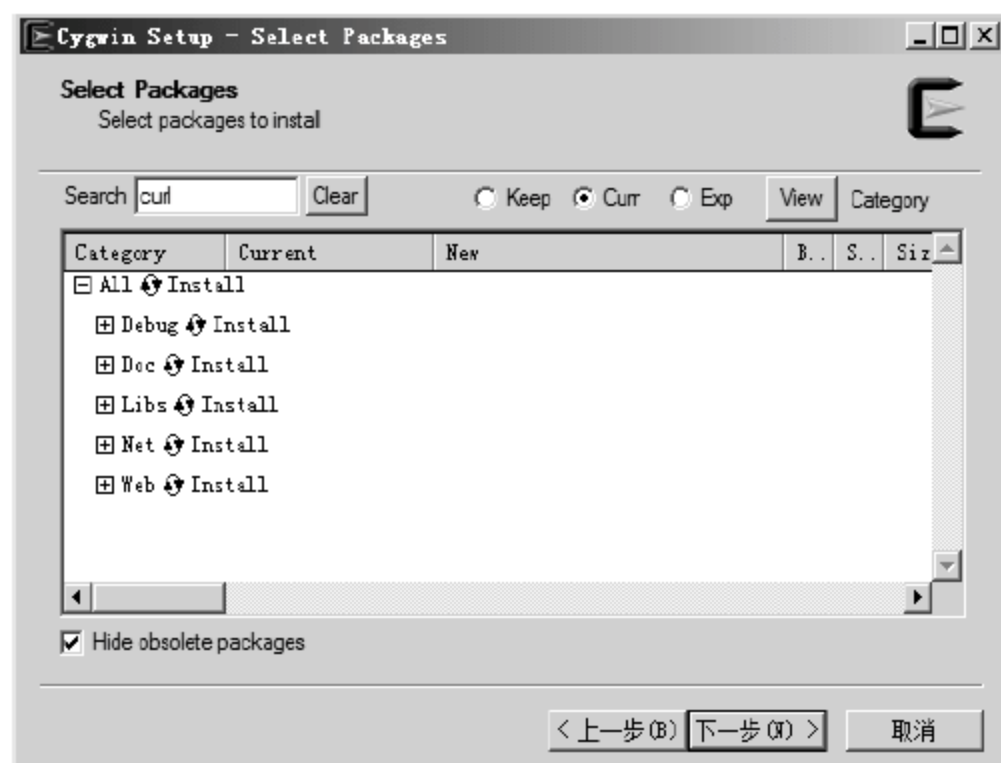 Cygwin Setup - Select Packages
Select Packages
Select packages to install
Search curl Clear Keep Curr Exp View Category
Category Current New B.. S.. Siz
All Install
Debug Install
Doc Install
Libs Install
Net Install
Web Install
Hide obsolete packages
< 上一步(B) 下一步(N) > 取消